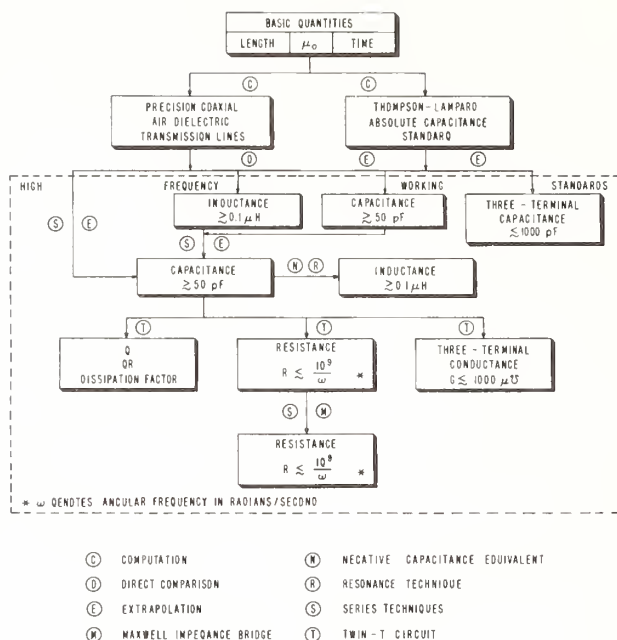 BASIC QUANTITIES
LENGTH μ₀ TIME
Ⓒ Ⓒ
PRECISION COAXIAL
AIR DIELECTRIC
TRANSMISSION LINES
THOMPSON-LAMPARD
ABSOLUTE CAPACITANCE
STANDARD
Ⓓ Ⓔ Ⓔ
HIGH FREQUENCY WORKING STANDARDS
INDUCTANCE
≳0.1 μH
CAPACITANCE
≳50 pF
THREE-TERMINAL
CAPACITANCE
≲1000 pF
Ⓢ Ⓔ
Ⓢ Ⓔ
CAPACITANCE
≳50 pF
Ⓝ Ⓡ
INDUCTANCE
≳0.1 μH
Ⓣ Ⓣ Ⓣ
Q
OR
DISSIPATION FACTOR
RESISTANCE
R ≲ 10⁹/ω *
THREE-TERMINAL
CONDUCTANCE
G≲ 1000 μ℧
Ⓢ Ⓜ
RESISTANCE
R ≲ 10⁹/ω *
* ω DENOTES ANGULAR FREQUENCY IN RADIANS/SECOND
Ⓒ COMPUTATION
Ⓓ DIRECT COMPARISON
Ⓔ EXTRAPOLATION
Ⓜ MAXWELL IMPEDANCE BRIDGE
Ⓝ NEGATIVE CAPACITANCE EQUIVALENT
Ⓡ RESONANCE TECHNIQUE
Ⓢ SERIES TECHNIQUES
Ⓣ TWIN-T CIRCUIT